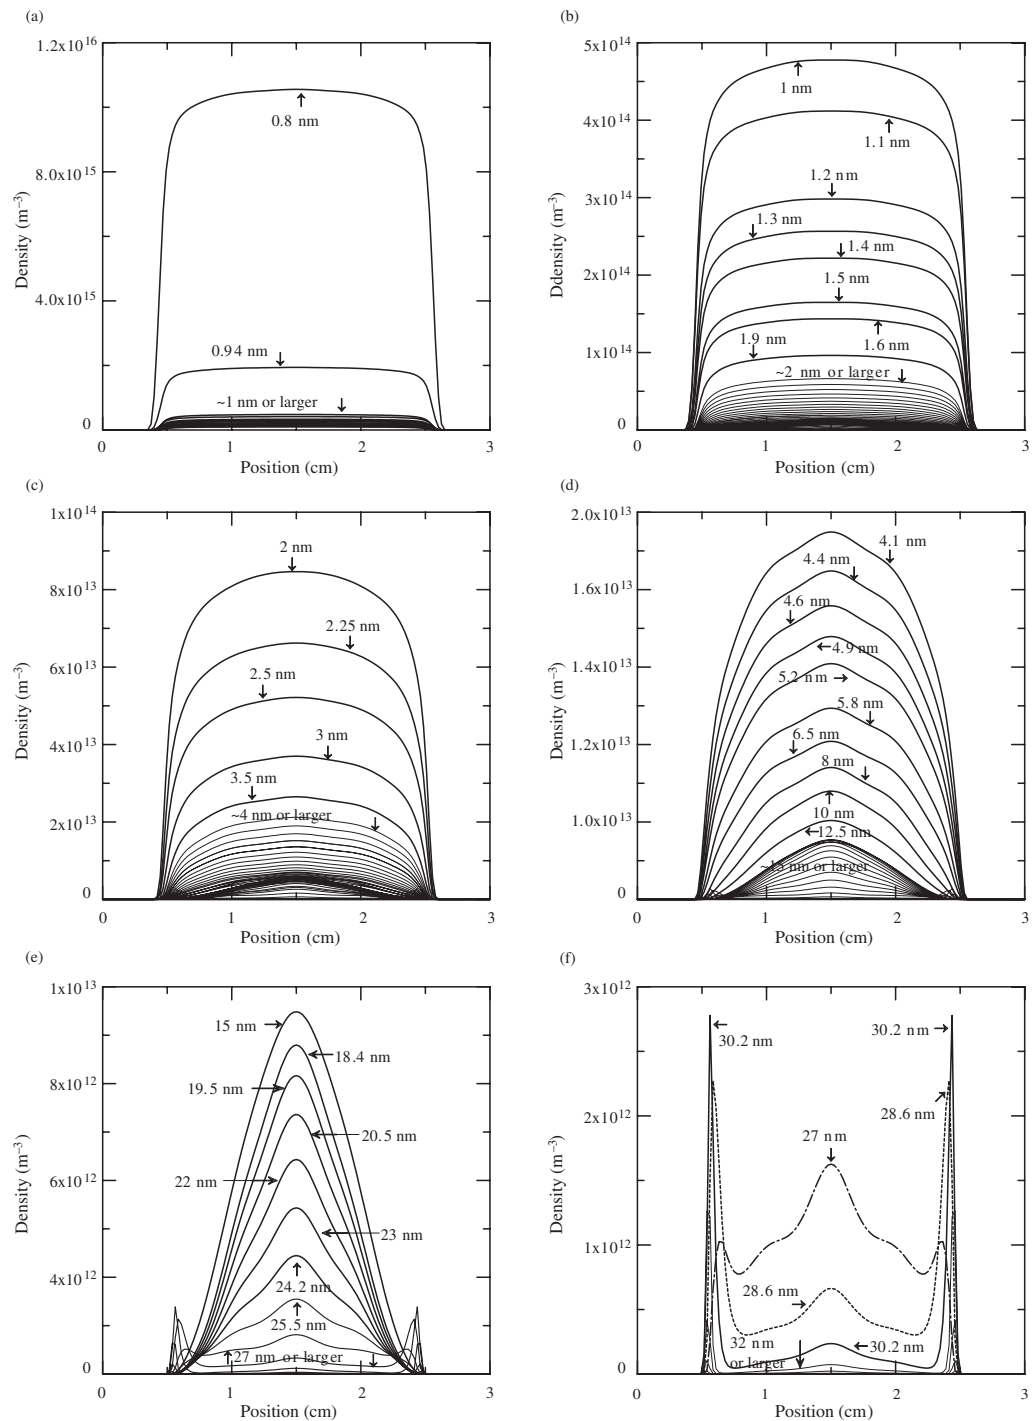 (a)
1.2x10^16
8.0x10^15
4.0x10^15
0
Density (m^–3)
0.8 nm
0.94 nm
~1 nm or larger
0 1 2 3
Position (cm)
(b)
5x10^14
4x10^14
3x10^14
2x10^14
1x10^14
0
Ddensity (m^–3)
1 nm
1.1 nm
1.2 nm
1.3 nm
1.4 nm
1.5 nm
1.6 nm
1.9 nm
~2 nm or larger
0 1 2 3
Position (cm)
(c)
1x10^14
8x10^13
6x10^13
4x10^13
2x10^13
0
Density (m^–3)
2 nm
2.25 nm
2.5 nm
3 nm
3.5 nm
~4 nm or larger
0 1 2 3
Position (cm)
(d)
2.0x10^13
1.6x10^13
1.4x10^13
1.2x10^13
1.0x10^13
0
Density (m^–3)
4.1 nm
4.4 nm
4.6 nm
4.9 nm
5.2 nm
5.8 nm
6.5 nm
8 nm
10 nm
12.5 nm
~15 nm or larger
0 1 2 3
Position (cm)
(e)
1x10^13
8x10^12
6x10^12
4x10^12
0
Density (m^–3)
15 nm
18.4 nm
19.5 nm
20.5 nm
22 nm
23 nm
24.2 nm
25.5 nm
27 nm or larger
0 1 2 3
Position (cm)
(f)
3x10^12
2x10^12
1x10^12
0
Density (m^–3)
30.2 nm
30.2 nm
28.6 nm
27 nm
28.6 nm
32 nm
or larger
30.2 nm
0 1 2 3
Position (cm)